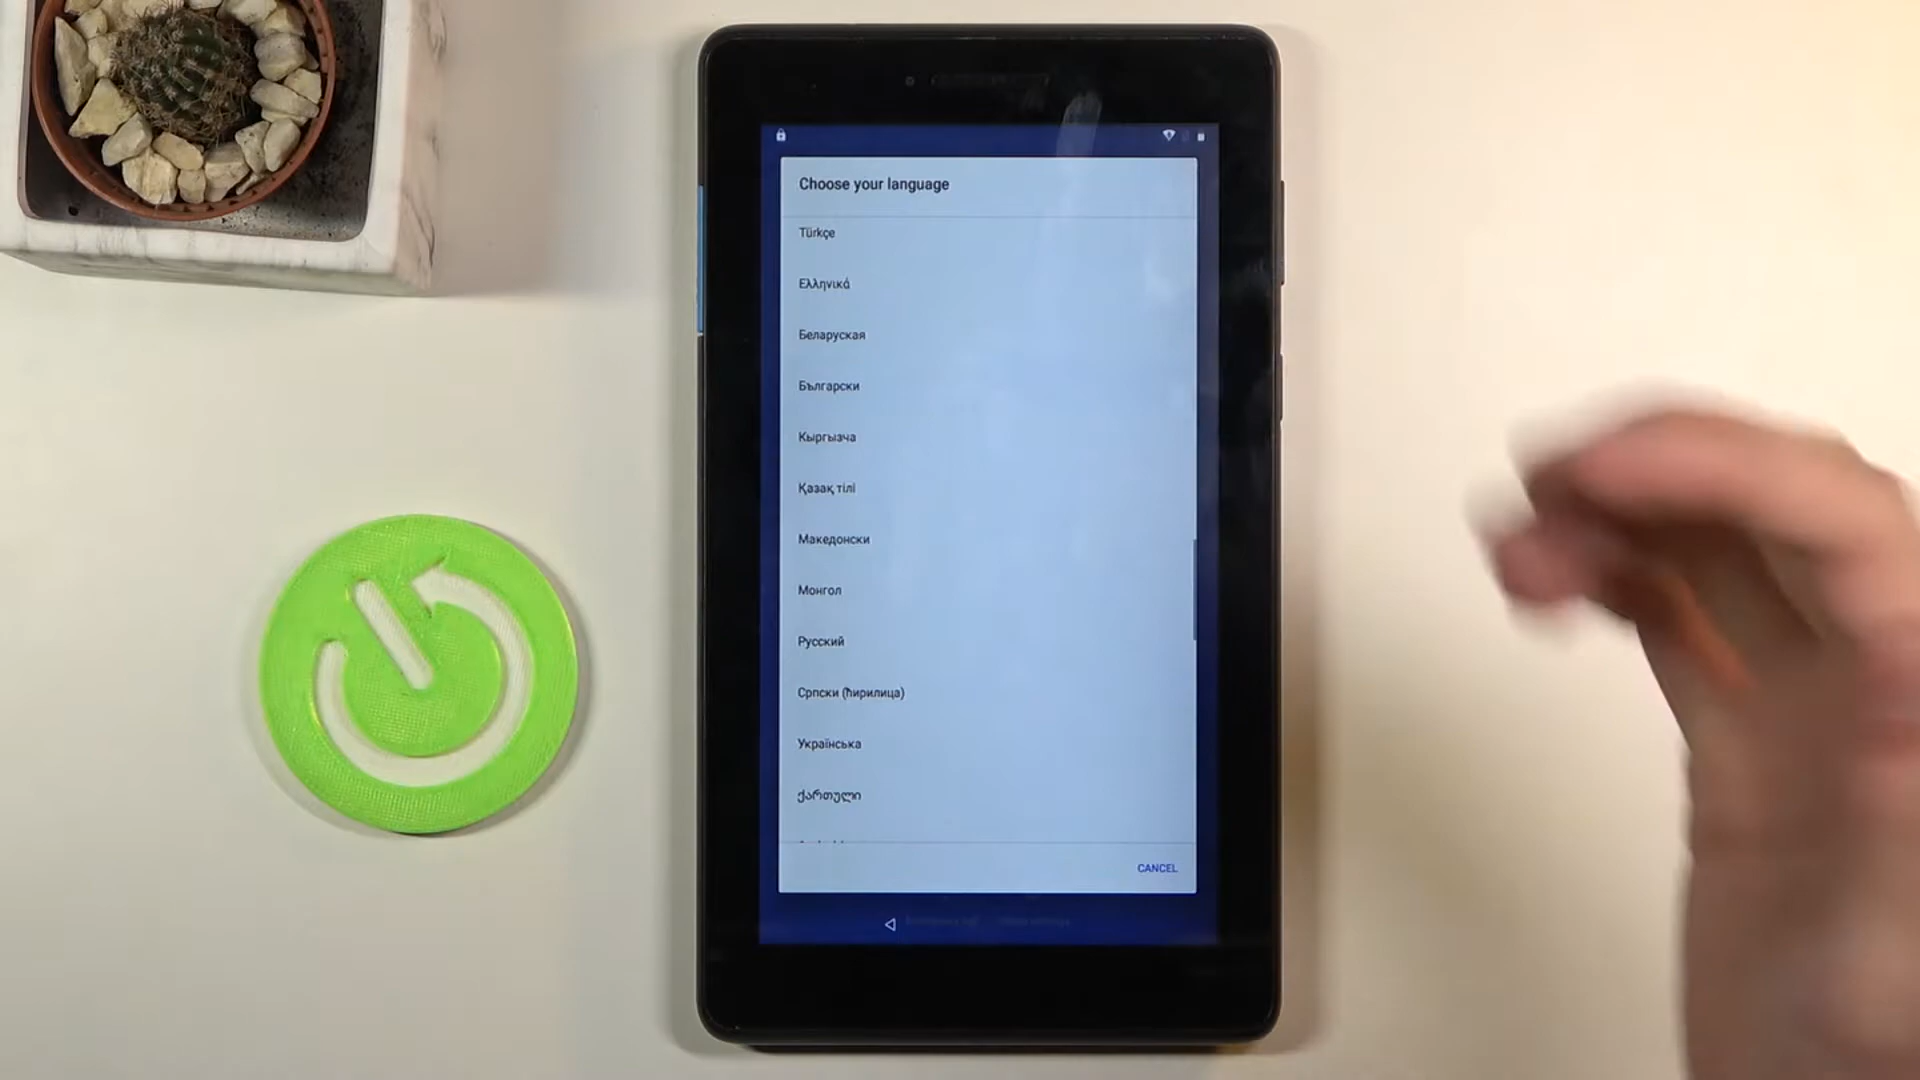 Choose your language
Türkçe
Ελληνικά
Беларуская
Български
Кыргызча
Қазақ тілі
Македонски
Монгол
Русский
Српски (ћирилица)
Українська
ქართული
CANCEL